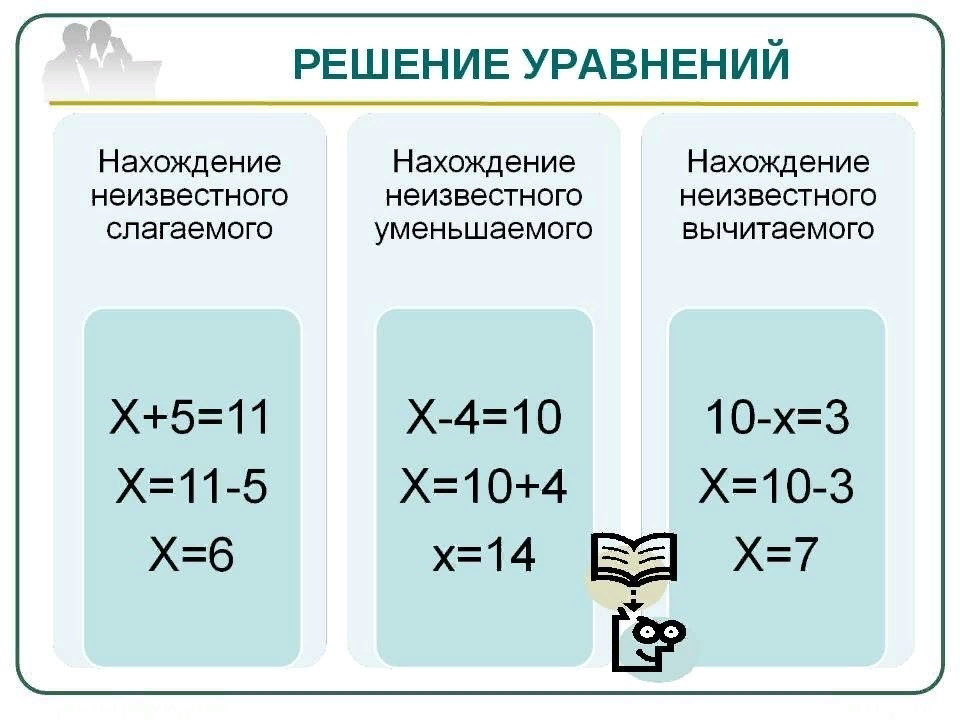 РЕШЕНИЕ УРАВНЕНИЙ
Нахождение
неизвестного
слагаемого
Х+5=11
Х=11-5
Х=6
Нахождение
неизвестного
уменьшаемого
Х-4=10
Х=10+4
х=14
Нахождение
неизвестного
вычитаемого
10-х=3
Х=10-3
Х=7